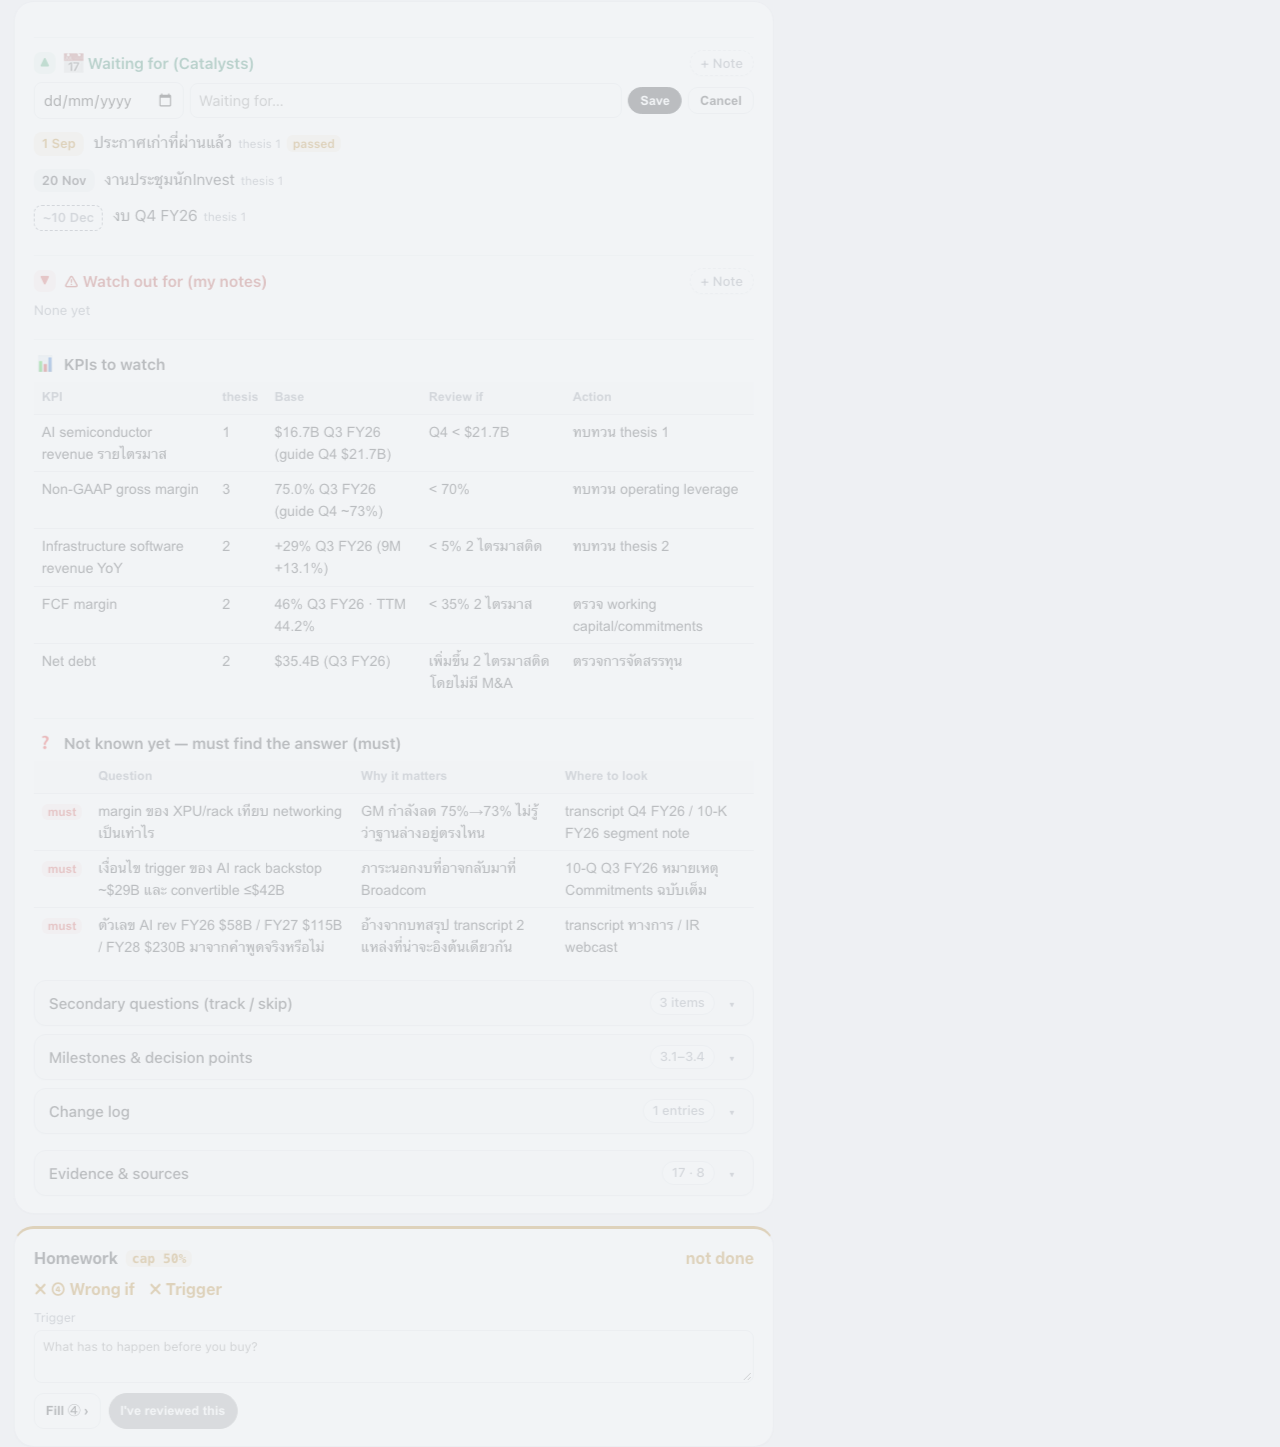 ▲ 📅 Waiting for (Catalysts) + Note
dd/mm/yyyy Waiting for... Save Cancel
1 Sep ประกาศเก่าที่ผ่านแล้ว thesis 1 passed
20 Nov งานประชุมนักInvest thesis 1
~10 Dec งบ Q4 FY26 thesis 1
▼ ⚠ Watch out for (my notes) + Note
None yet
📊 KPIs to watch
KPI thesis Base Review if Action
AI semiconductor 1 $16.7B Q3 FY26 Q4 < $21.7B ทบทวน thesis 1
revenue รายไตรมาส (guide Q4 $21.7B)
Non-GAAP gross margin 3 75.0% Q3 FY26 < 70% ทบทวน operating leverage
(guide Q4 ~73%)
Infrastructure software 2 +29% Q3 FY26 (9M < 5% 2 ไตรมาสติด ทบทวน thesis 2
revenue YoY +13.1%)
FCF margin 2 46% Q3 FY26 · TTM < 35% 2 ไตรมาส ตรวจ working
44.2% capital/commitments
Net debt 2 $35.4B (Q3 FY26) เพิ่มขึ้น 2 ไตรมาสติด ตรวจการจัดสรรทุน
โดยไม่มี M&A
❓ Not known yet — must find the answer (must)
Question Why it matters Where to look
must margin ของ XPU/rack เทียบ networking GM กำลังลด 75%→73% ไม่รู้ transcript Q4 FY26 / 10-K
เป็นเท่าไร ว่าฐานล่างอยู่ตรงไหน FY26 segment note
must เงื่อนไข trigger ของ AI rack backstop ภาระนอกงบที่อาจกลับมาที่ 10-Q Q3 FY26 หมายเหตุ
~$29B และ convertible ≤$42B Broadcom Commitments ฉบับเต็ม
must ตัวเลข AI rev FY26 $58B / FY27 $115B อ้างจากบทสรุป transcript 2 transcript ทางการ / IR
/ FY28 $230B มาจากคำพูดจริงหรือไม่ แหล่งที่น่าจะอิงต้นเดียวกัน webcast
Secondary questions (track / skip) 3 items ▾
Milestones & decision points 3.1–3.4 ▾
Change log 1 entries ▾
Evidence & sources 17 · 8 ▾
Homework cap 50% not done
✕ ④ Wrong if ✕ Trigger
Trigger
What has to happen before you buy?
Fill ④ › I've reviewed this